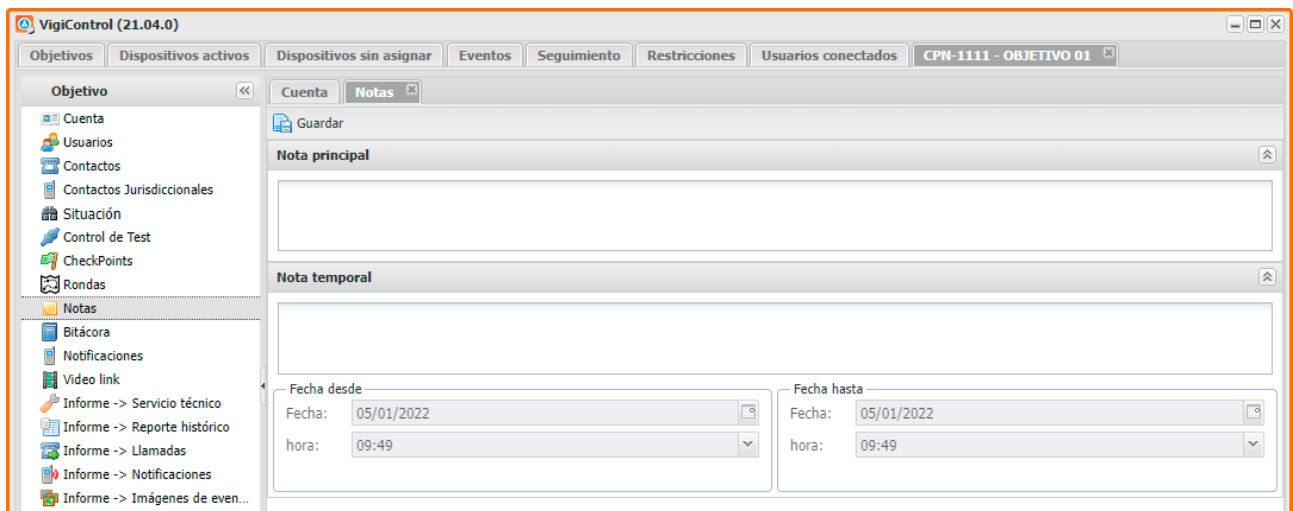 VigiControl (21.04.0)
Objetivos Dispositivos activos Dispositivos sin asignar Eventos Seguimiento Restricciones Usuarios conectados CPN-1111 - OBJETIVO 01
Objetivo
Cuenta
Usuarios
Contactos
Contactos Jurisdiccionales
Situación
Control de Test
CheckPoints
Rondas
Notas
Bitácora
Notificaciones
Video link
Informe -> Servicio técnico
Informe -> Reporte histórico
Informe -> Llamadas
Informe -> Notificaciones
Informe -> Imágenes de even...
Cuenta Notas
Guardar
Nota principal
Nota temporal
Fecha desde
Fecha: 05/01/2022
hora: 09:49
Fecha hasta
Fecha: 05/01/2022
hora: 09:49